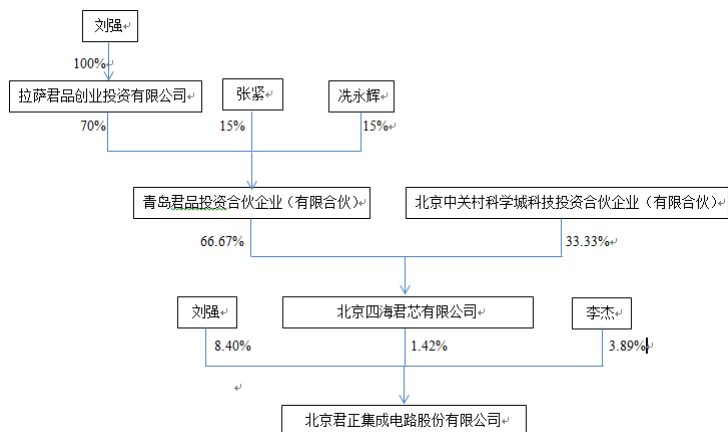 刘强
100%
拉萨君品创业投资有限公司
张紧
冼永辉
70%
15%
15%
青岛君品投资合伙企业（有限合伙）
北京中关村科学城科技投资合伙企业（有限合伙）
66.67%
33.33%
刘强
北京四海君芯有限公司
李杰
8.40%
1.42%
3.89%
北京君正集成电路股份有限公司